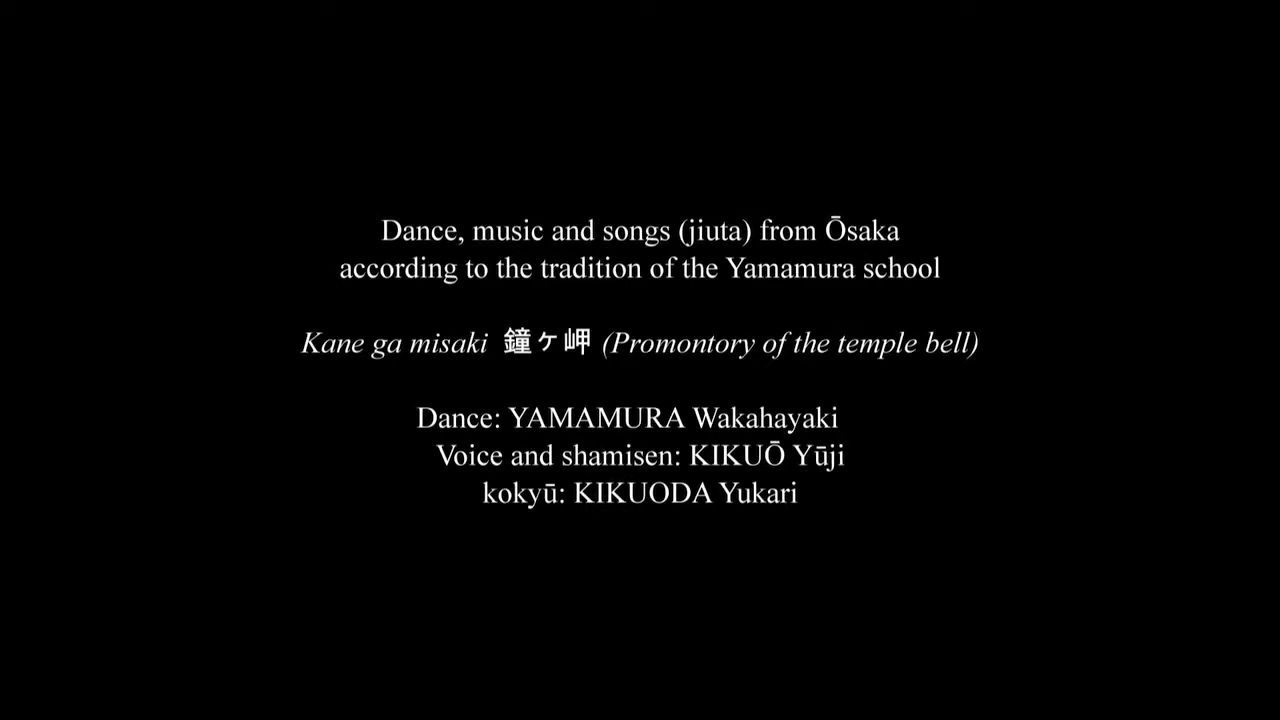 Dance, music and songs (jiuta) from Ōsaka
according to the tradition of the Yamamura school
Kane ga misaki 鐘ヶ岬 (Promontory of the temple bell)
Dance: YAMAMURA Wakahayaki
Voice and shamisen: KIKUŌ Yūji
kokyū: KIKUODA Yukari